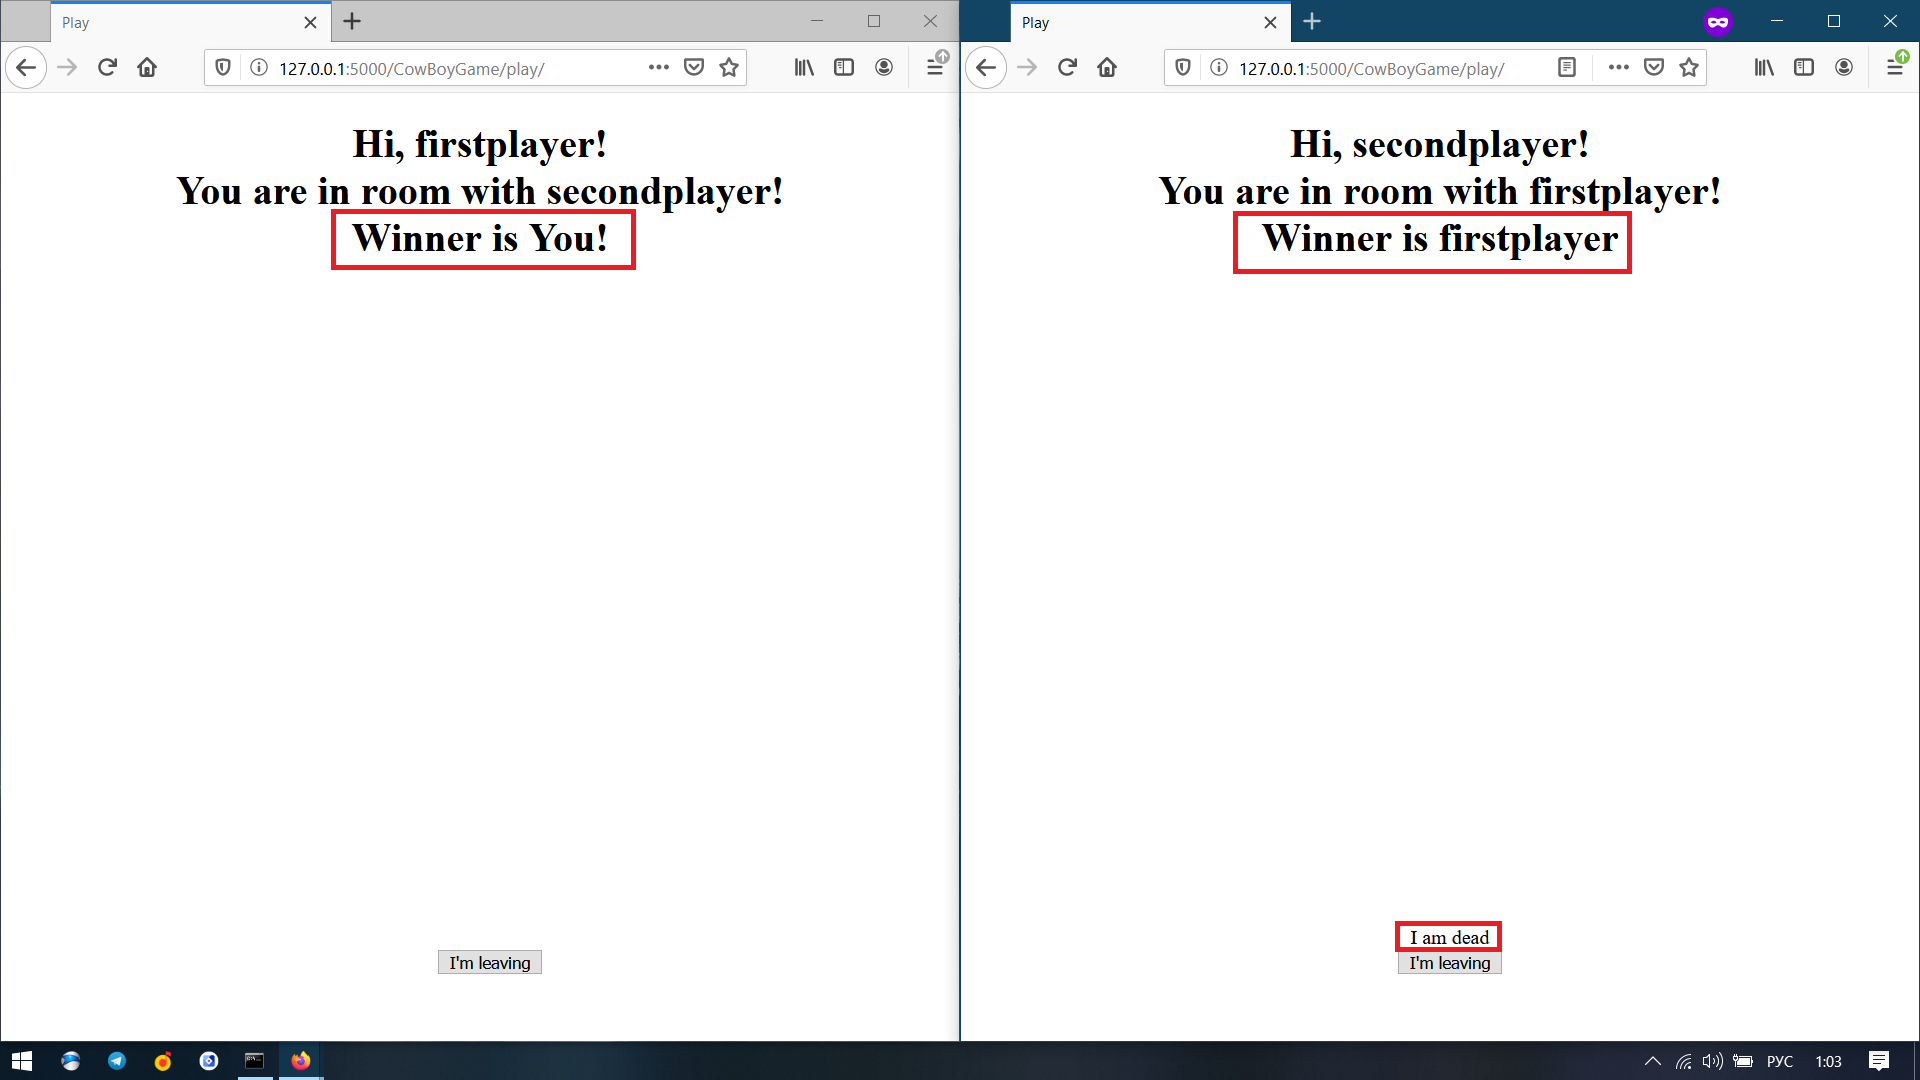 Play
127.0.0.1:5000/CowBoyGame/play/
Hi, firstplayer!
You are in room with secondplayer!
Winner is You!
I'm leaving
Play
127.0.0.1:5000/CowBoyGame/play/
Hi, secondplayer!
You are in room with firstplayer!
Winner is firstplayer
I am dead
I'm leaving
РУС
1:03